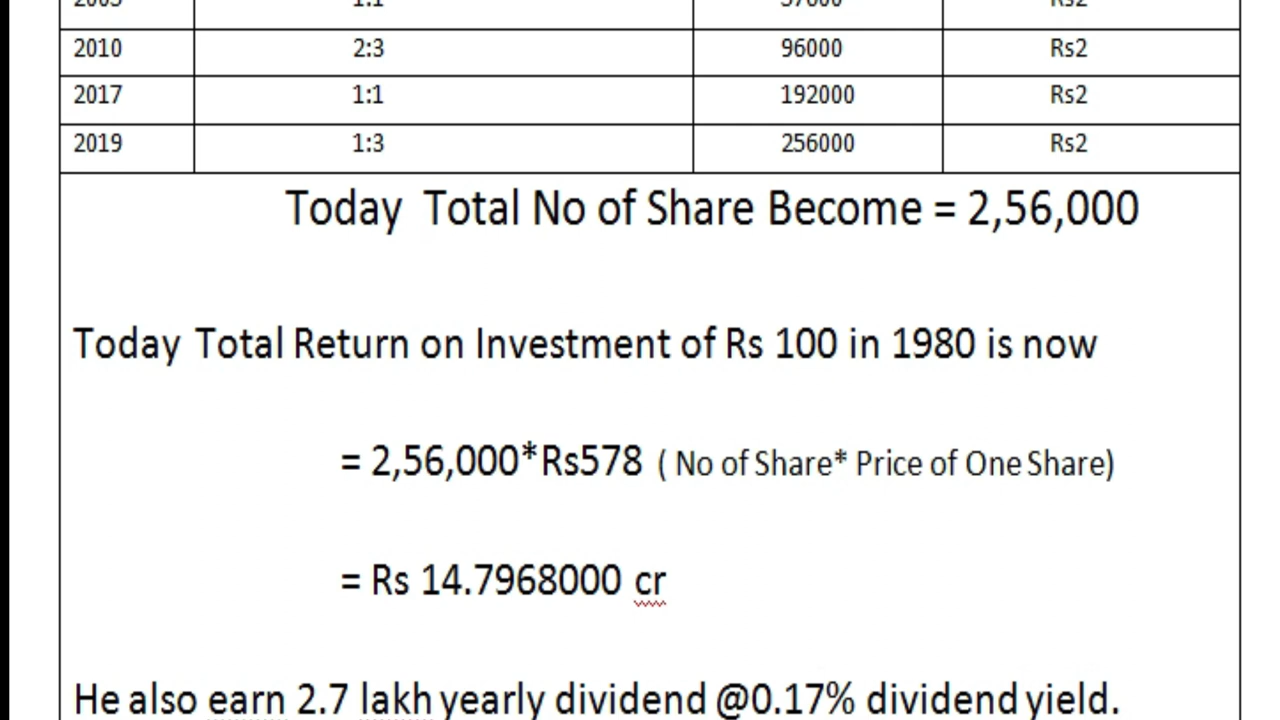 2010 2:3 96000 Rs2
2017 1:1 192000 Rs2
2019 1:3 256000 Rs2
Today Total No of Share Become = 2,56,000
Today Total Return on Investment of Rs 100 in 1980 is now
= 2,56,000*Rs578 ( No of Share* Price of One Share)
= Rs 14.7968000 cr
He also earn 2.7 lakh yearly dividend @0.17% dividend yield.